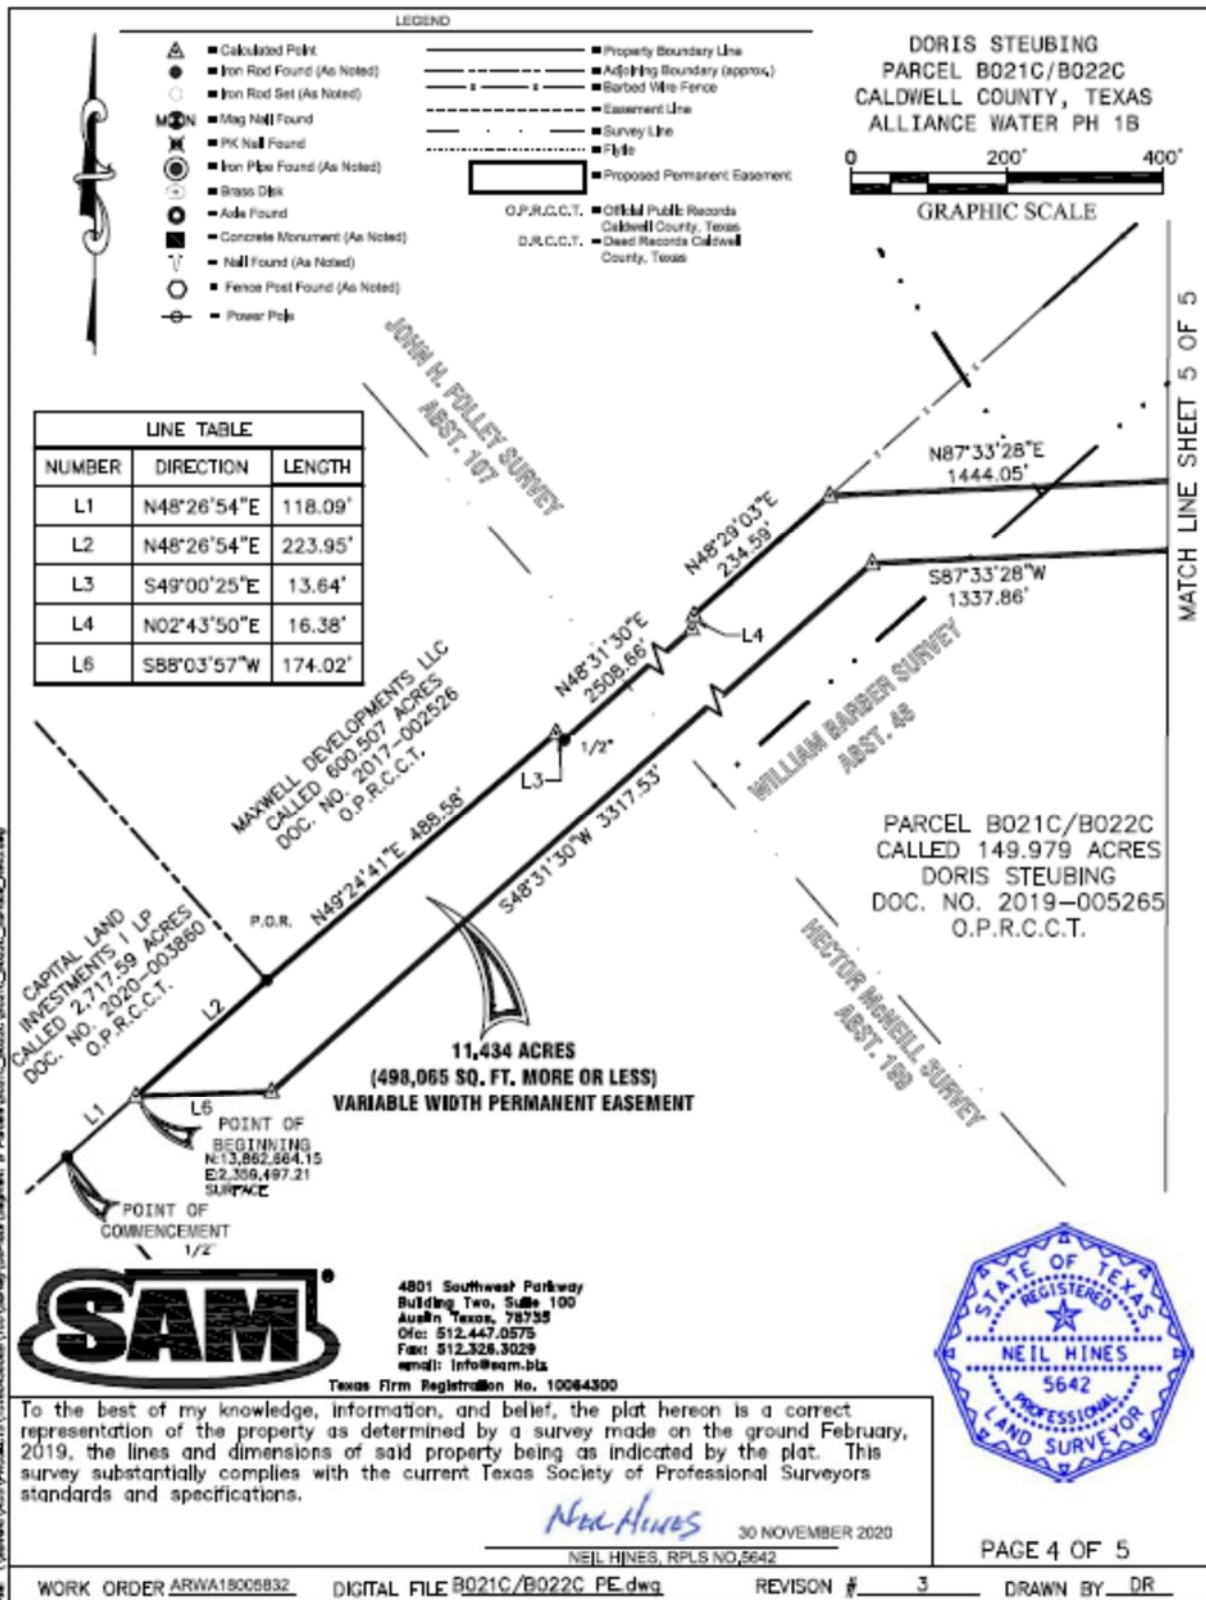 LEGEND
Calculated Point
Iron Rod Found (As Noted)
Iron Rod Set (As Noted)
Mag Nail Found
PK Nail Found
Iron Pipe Found (As Noted)
Brass Disk
Axle Found
Concrete Monument (As Noted)
Nail Found (As Noted)
Fence Post Found (As Noted)
Power Pole
Property Boundary Line
Adjoining Boundary (approx.)
Barbed Wire Fence
Easement Line
Survey Line
Proposed Permanent Easement
O.P.R.C.C.T. = Official Public Records
Caldwell County, Texas
D.R.C.C.T. = Deed Records Caldwell
County, Texas
DORIS STEUBING
PARCEL B021C/B022C
CALDWELL COUNTY, TEXAS
ALLIANCE WATER PH 1B
0 200' 400'
GRAPHIC SCALE
MATCH LINE SHEET 5 OF 5
JOHN H. FOLLEY SURVEY
ABST. 107
LINE TABLE
NUMBER DIRECTION LENGTH
L1 N48°26'54"E 118.09'
L2 N48°26'54"E 223.95'
L3 S49°00'25"E 13.64'
L4 N02°43'50"E 16.38'
L6 S88°03'57"W 174.02'
N87°33'28"E
1444.05'
N48°29'03"E
234.59'
S87°33'28"W
1337.86'
L4
N48°31'30"E
2508.66'
1/2"
L3
MAXWELL DEVELOPMENTS LLC
CALLED 600.507 ACRES
DOC. NO. 2017-002526
O.P.R.C.C.T.
N49°24'41"E 488.58'
S48°31'30"W 3317.53'
WILLIAM BARBER SURVEY
ABST. 46
PARCEL B021C/B022C
CALLED 149.979 ACRES
DORIS STEUBING
DOC. NO. 2019-005265
O.P.R.C.C.T.
HECTOR McNEILL SURVEY
P.O.R.
CAPITAL LAND
INVESTMENTS I LP
CALLED 2,717.59 ACRES
DOC. NO. 2020-003860
O.P.R.C.C.T.
L2
11.434 ACRES
(498,065 SQ. FT. MORE OR LESS)
VARIABLE WIDTH PERMANENT EASEMENT
L1
L6
POINT OF
BEGINNING
N:13,862,664.15
E:2,359,497.21
SURFACE
POINT OF
COMMENCEMENT
1/2"
SAM
4801 Southwest Parkway
Building Two, Suite 100
Austin Texas, 78735
Ofc: 512.447.0575
Fax: 512.326.3029
email: info@sam.biz
Texas Firm Registration No. 10064300
STATE OF TEXAS
REGISTERED
NEIL HINES
5642
PROFESSIONAL
LAND SURVEYOR
To the best of my knowledge, information, and belief, the plat hereon is a correct
representation of the property as determined by a survey made on the ground February,
2019, the lines and dimensions of said property being as indicated by the plat. This
survey substantially complies with the current Texas Society of Professional Surveyors
standards and specifications.
Neil Hines 30 NOVEMBER 2020
NEIL HINES, RPLS NO.5642
PAGE 4 OF 5
WORK ORDER ARWA18005832 DIGITAL FILE B021C/B022C PE.dwg REVISON # 3 DRAWN BY DR